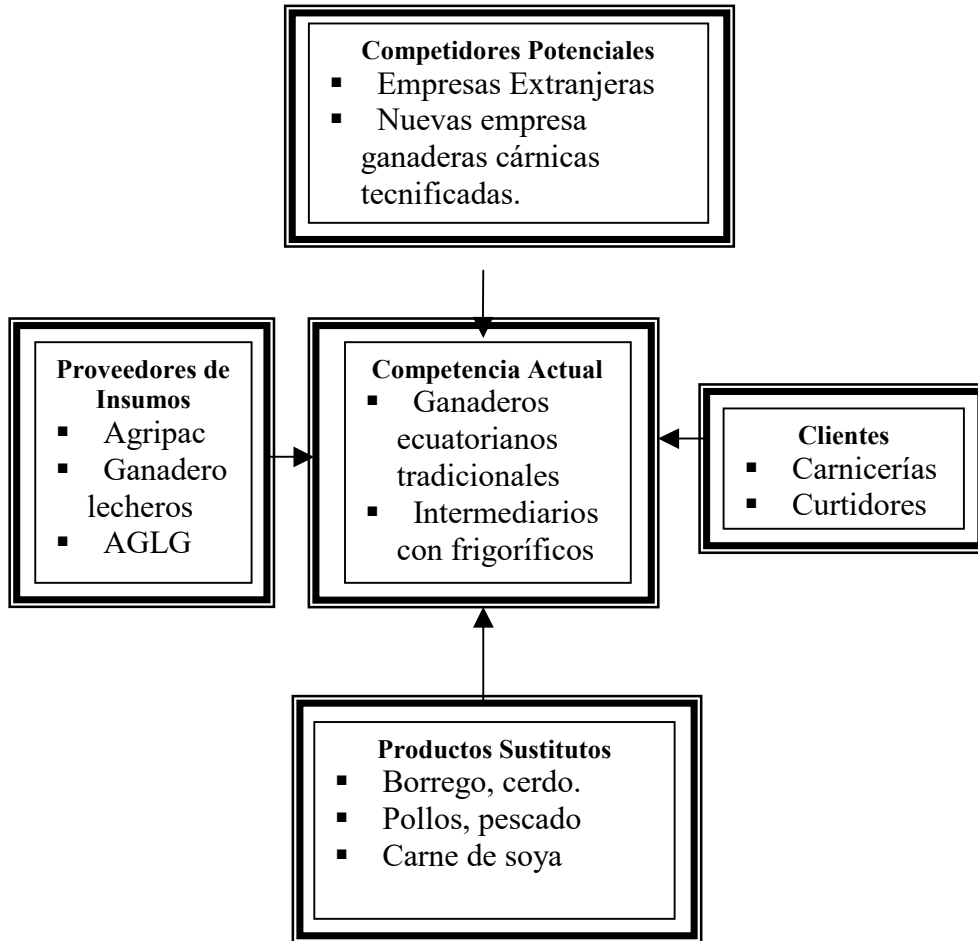 Competidores Potenciales
▪ Empresas Extranjeras
▪ Nuevas empresa
ganaderas cárnicas
tecnificadas.
Proveedores de
Insumos
▪ Agripac
▪ Ganadero
lecheros
▪ AGLG
Competencia Actual
▪ Ganaderos
ecuatorianos
tradicionales
▪ Intermediarios
con frigoríficos
Clientes
▪ Carnicerías
▪ Curtidores
Productos Sustitutos
▪ Borrego, cerdo.
▪ Pollos, pescado
▪ Carne de soya